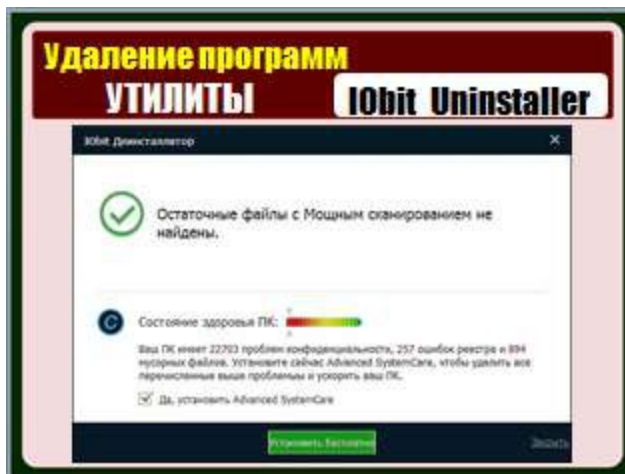 Удаление программ
УТИЛИТЫ
IObit Uninstaller
IObit Деинсталлятор
Остаточные файлы с Мощным сканированием не
найдены.
Состояние здоровья ПК:
Ваш ПК имеет 22703 проблем конфиденциальности, 257 ошибок реестра и 894
мусорных файлов. Установите сейчас Advanced SystemCare, чтобы удалить все
перечисленные выше проблемы и ускорить ваш ПК.
Да, установить Advanced SystemCare
Установить Бесплатно
Закрыть